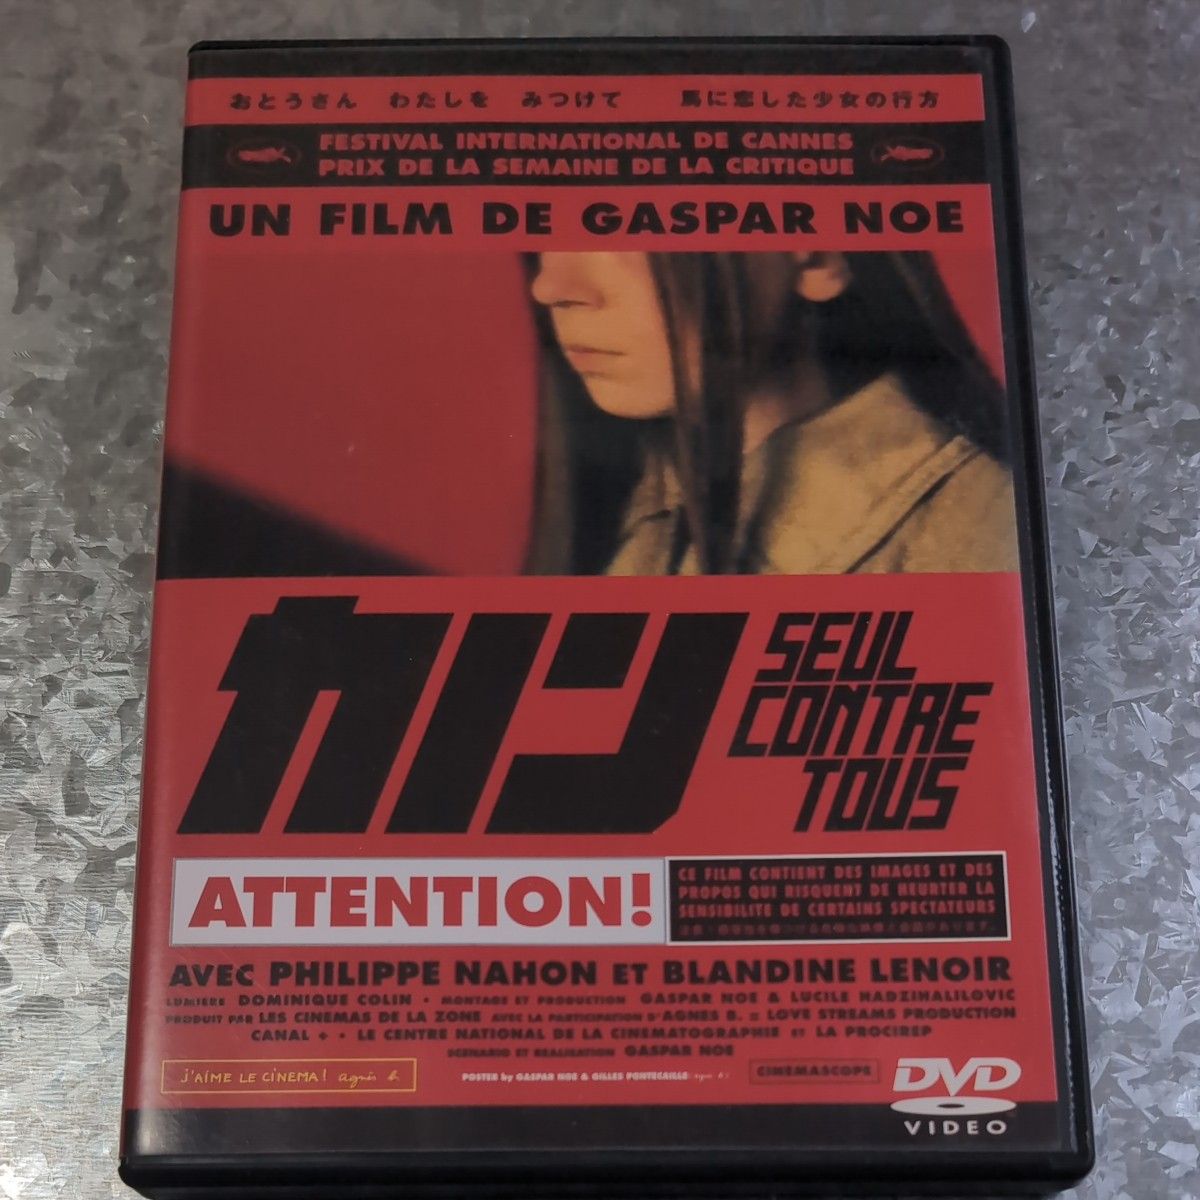 おとうさん わたしを みつけて 馬に恋した少女の行方
FESTIVAL INTERNATIONAL DE CANNES
PRIX DE LA SEMAINE DE LA CRITIQUE
UN FILM DE GASPAR NOE
カノン
SEUL
CONTRE
TOUS
ATTENTION!
CE FILM CONTIENT DES IMAGES ET DES
PROPOS QUI RISQUENT DE HEURTER LA
SENSIBILITE DE CERTAINS SPECTATEURS
AVEC PHILIPPE NAHON ET BLANDINE LENOIR
LUMIERE DOMINIQUE COLIN • MONTAGE ET PRODUCTION GASPAR NOE & LUCILE HADZIHALILOVIC
PRODUIT PAR LES CINEMAS DE LA ZONE AVEC LA PARTICIPATION D'AGNES B. = LOVE STREAMS PRODUCTION
CANAL + • LE CENTRE NATIONAL DE LA CINEMATOGRAPHIE ET LA PROCIREP
SCENARIO ET REALISATION GASPAR NOE
J'AIME LE CINEMA! agnès b.
POSTER by GASPAR NOE & GILLES PONTECAILLE
CINEMASCOPE
DVD
VIDEO